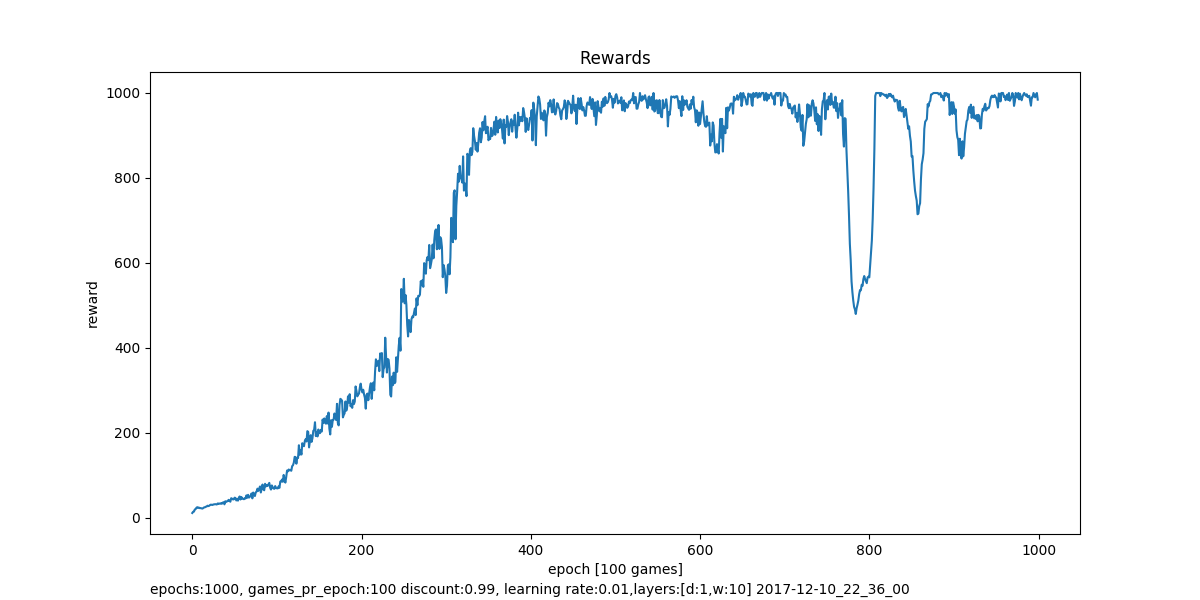 Rewards
1000
800
600
400
200
0
reward
0 200 400 600 800 1000
epoch [100 games]
epochs:1000, games_pr_epoch:100 discount:0.99, learning rate:0.01,layers:[d:1,w:10] 2017-12-10_22_36_00